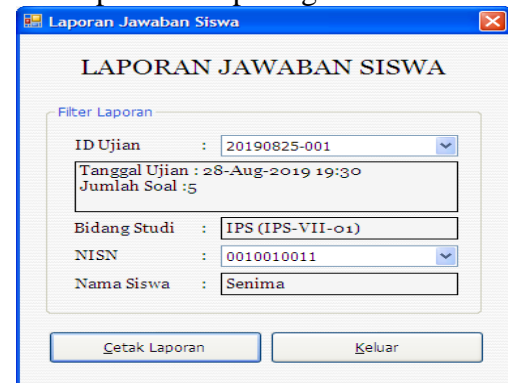 Laporan Jawaban Siswa
LAPORAN JAWABAN SISWA
Filter Laporan
ID Ujian : 20190825-001
Tanggal Ujian : 28-Aug-2019 19:30
Jumlah Soal :5
Bidang Studi : IPS (IPS-VII-01)
NISN : 0010010011
Nama Siswa : Senima
Cetak Laporan Keluar